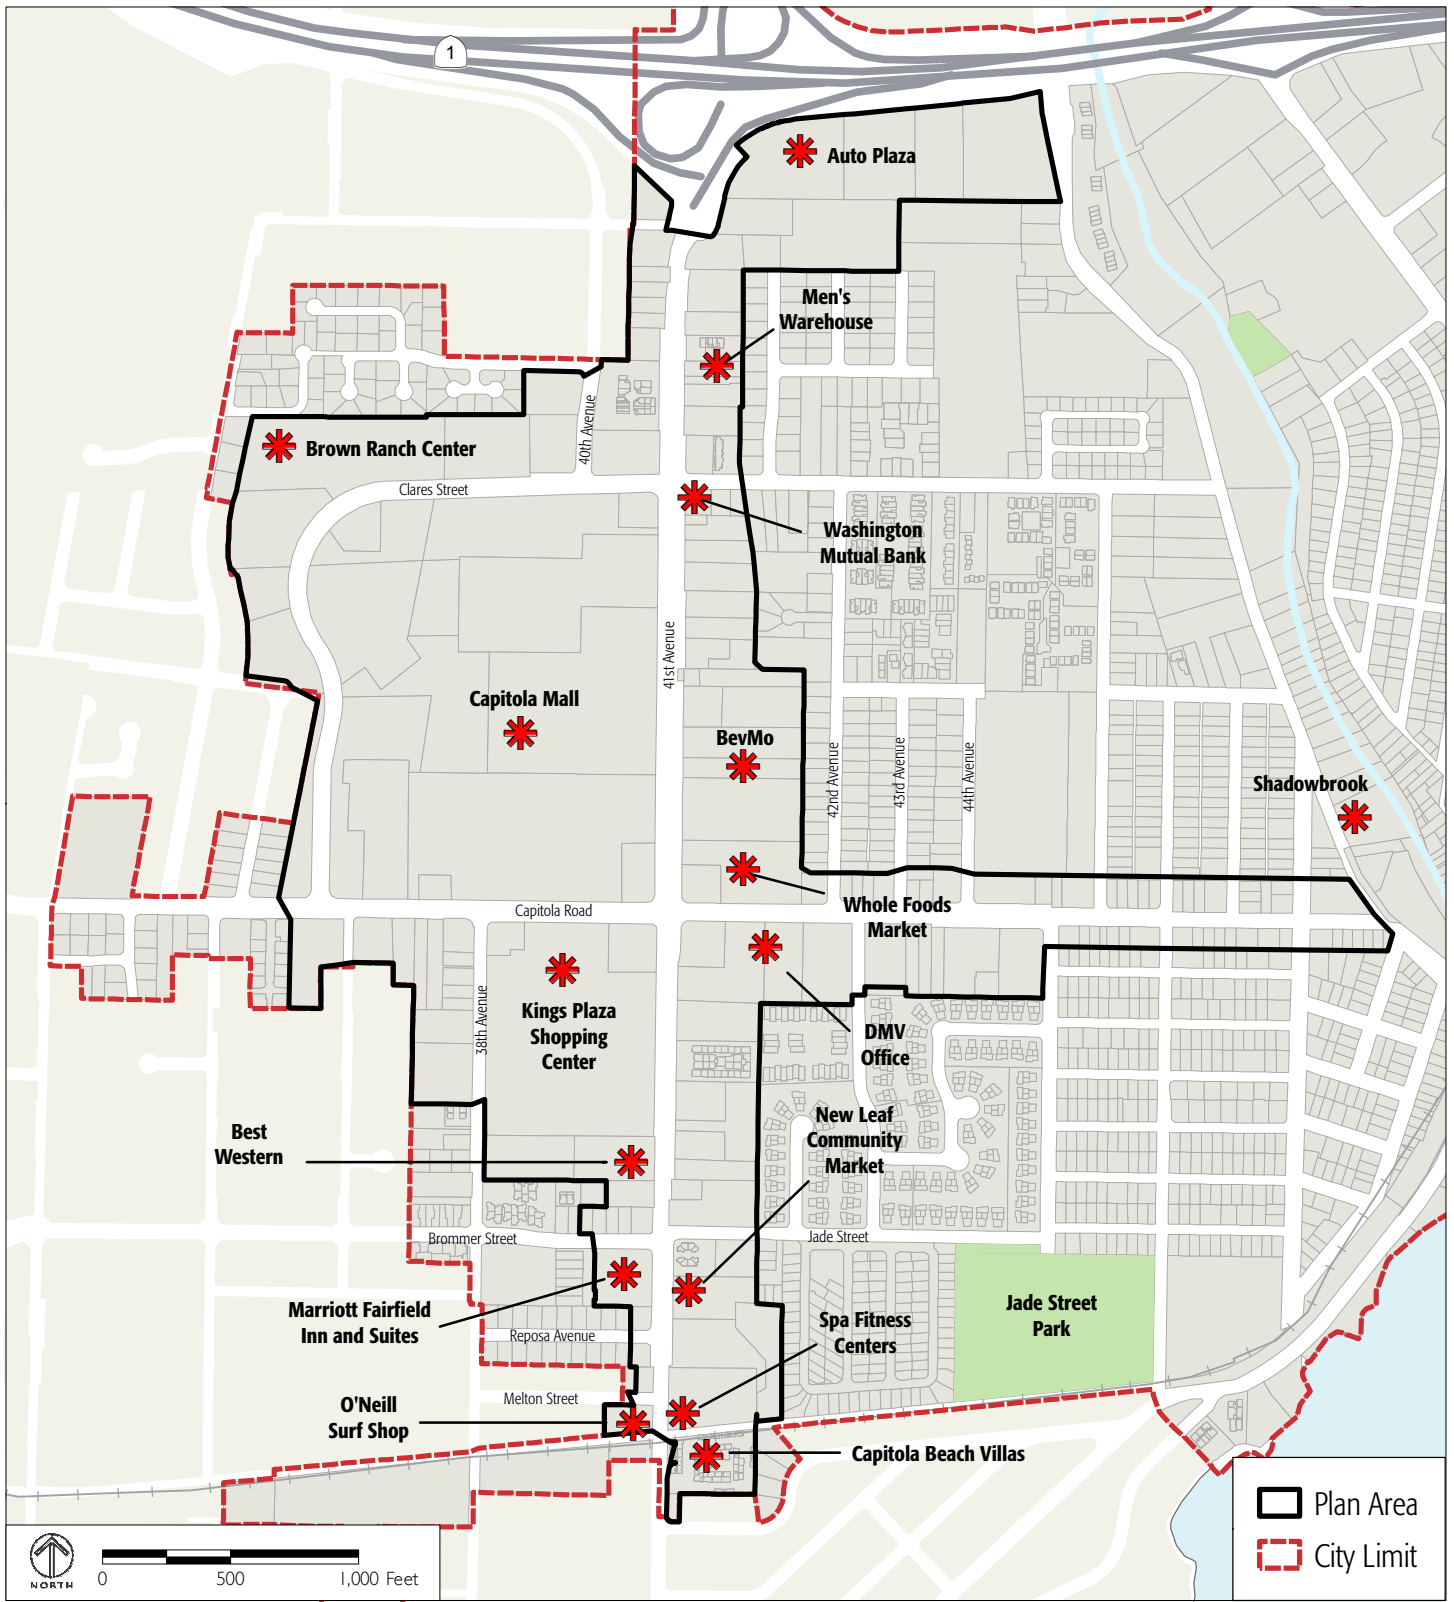 1
Auto Plaza
Men's
Warehouse
40th Avenue
Brown Ranch Center
Clares Street
Washington
Mutual Bank
41st Avenue
Capitola Mall
BevMo
42nd Avenue
43rd Avenue
44th Avenue
Shadowbrook
Capitola Road
Whole Foods
Market
38th Avenue
Kings Plaza
Shopping
Center
DMV
Office
Best
Western
New Leaf
Community
Market
Brommer Street
Jade Street
Marriott Fairfield
Inn and Suites
Reposa Avenue
Spa Fitness
Centers
Jade Street
Park
Melton Street
O'Neill
Surf Shop
Capitola Beach Villas
Plan Area
City Limit
NORTH
0 500 1,000 Feet